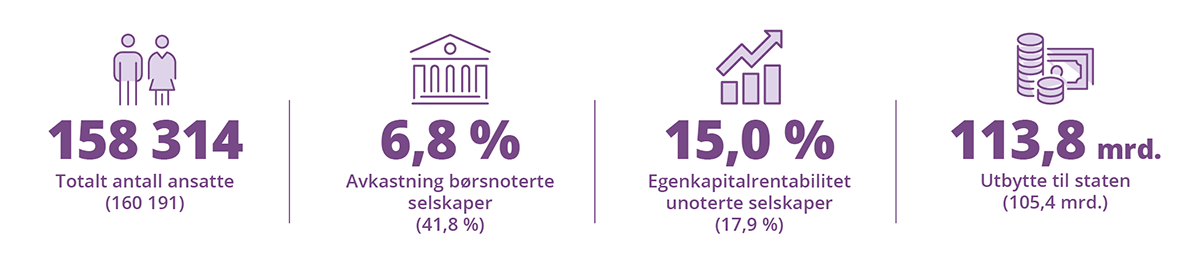 158 314
Totalt antall ansatte
(160 191)
6,8 %
Avkastning børsnoterte
selskaper
(41,8 %)
15,0 %
Egenkapitalrentabilitet
unoterte selskaper
(17,9 %)
113,8 mrd.
Utbytte til staten
(105,4 mrd.)